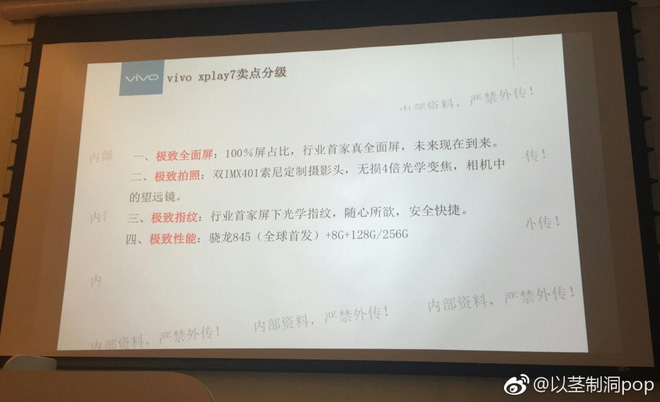 vivo
vivo xplay7卖点分级
内部资料，严禁外传！
内部
一、极致全面屏：100%屏占比，行业首家真全面屏，未来现在到来。
传！
二、极致拍照：双IMX401索尼定制摄影头，无损4倍光学变焦，相机中
的望远镜。
内
三、极致指纹：行业首家屏下光学指纹，随心所欲，安全快捷。
外传！
四、极致性能：骁龙845（全球首发）+8G+128G/256G
内
内部资料，严禁外传！
内部资料，严禁外传！
内部资料，严禁外传！
@以茎制洞pop